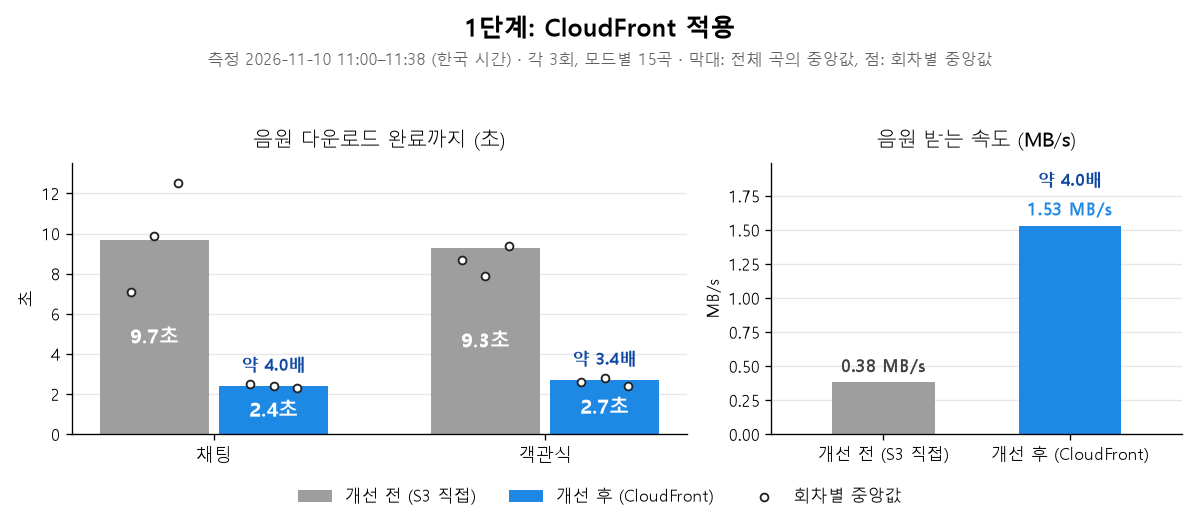 1단계: CloudFront 적용
측정 2026-11-10 11:00–11:38 (한국 시간) · 각 3회, 모드별 15곡 · 막대: 전체 곡의 중앙값, 점: 회차별 중앙값
음원 다운로드 완료까지 (초)
초
12
10
8
6
4
2
0
9.7초
약 4.0배
2.4초
9.3초
약 3.4배
2.7초
채팅
객관식
음원 받는 속도 (MB/s)
MB/s
1.75
1.50
1.25
1.00
0.75
0.50
0.25
0.00
0.38 MB/s
약 4.0배
1.53 MB/s
개선 전 (S3 직접)
개선 후 (CloudFront)
개선 전 (S3 직접)
개선 후 (CloudFront)
회차별 중앙값